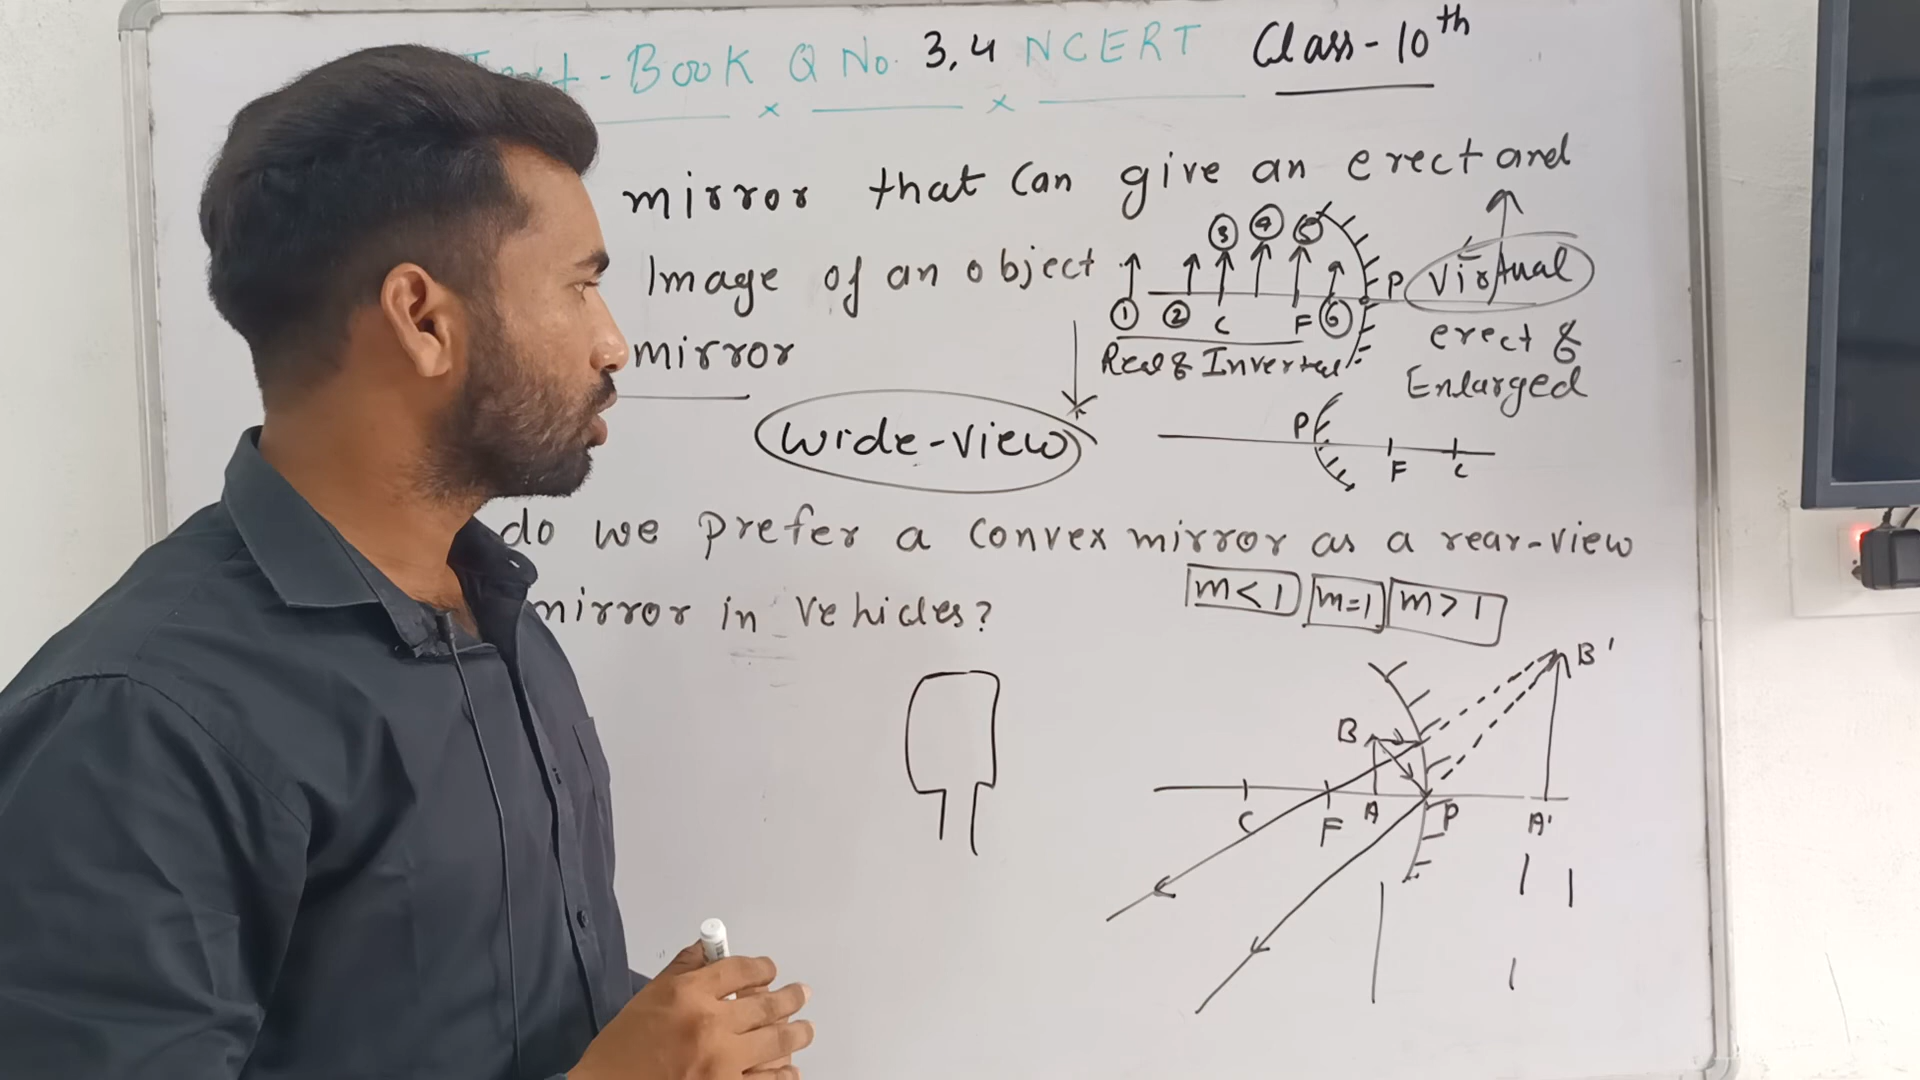 Text-Book Q No. 3,4 NCERT Class-10th
mirror that can give an erect and
Image of an object
mirror
3 4 5
1 2 C F 6 P
Real & Inverted
Virtual
erect &
Enlarged
wide-view
P F C
do we prefer a convex mirror as a rear-view
mirror in vehicles?
m<1 m=1 m>1
B'
B
C F A P A'